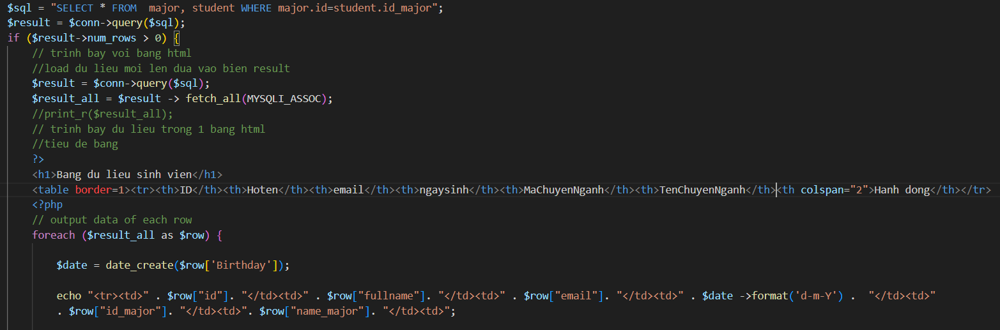 $sql = "SELECT * FROM  major, student WHERE major.id=student.id_major";
$result = $conn->query($sql);
if ($result->num_rows > 0) {
// trinh bay voi bang html
//load du lieu moi len dua vao bien result
$result = $conn->query($sql);
$result_all = $result -> fetch_all(MYSQLI_ASSOC);
//print_r($result_all);
// trinh bay du lieu trong 1 bang html
//tieu de bang
?>
<h1>Bang du lieu sinh vien</h1>
<table border=1><tr><th>ID</th><th>Hoten</th><th>email</th><th>ngaysinh</th><th>MaChuyenNganh</th><th>TenChuyenNganh</th><th colspan="2">Hanh dong</th></tr>
<?php
// output data of each row
foreach ($result_all as $row) {
$date = date_create($row['Birthday']);
echo "<tr><td>" . $row["id"]. "</td><td>" . $row["fullname"]. "</td><td>" . $row["email"]. "</td><td>" . $date ->format('d-m-Y') .  "</td><td>"
. $row["id_major"]. "</td><td>". $row["name_major"]. "</td><td>";